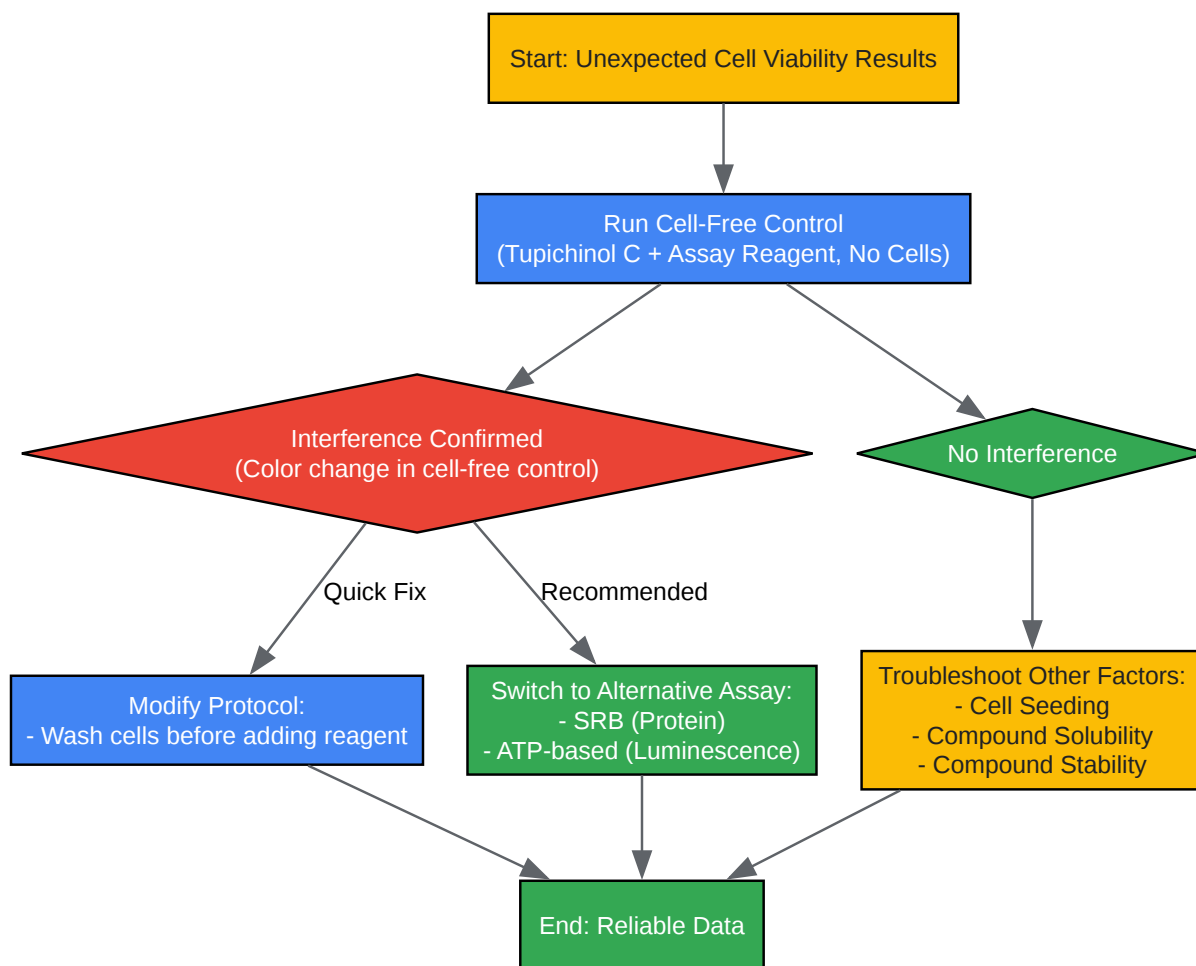 Start: Unexpected Cell Viability Results
Run Cell-Free Control
(Tupichinol C + Assay Reagent, No Cells)
Interference Confirmed
(Color change in cell-free control)
No Interference
Quick Fix
Recommended
Modify Protocol:
- Wash cells before adding reagent
Switch to Alternative Assay:
- SRB (Protein)
- ATP-based (Luminescence)
Troubleshoot Other Factors:
- Cell Seeding
- Compound Solubility
- Compound Stability
End: Reliable Data